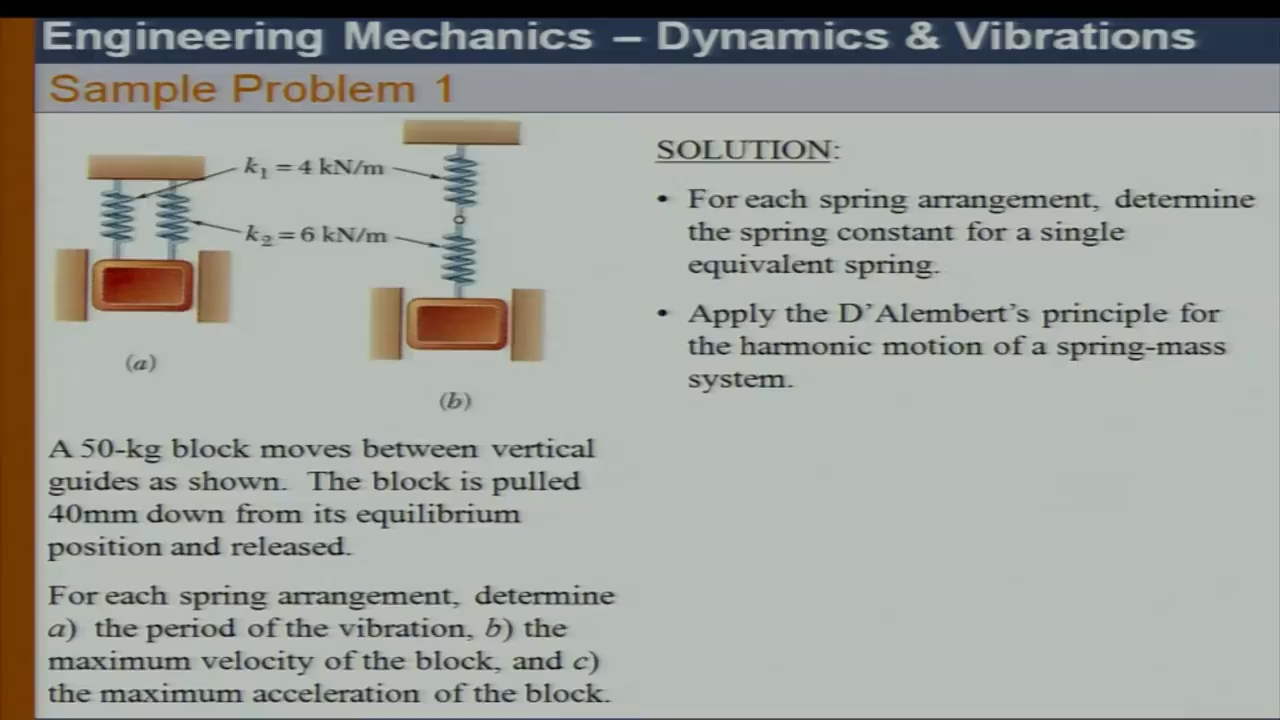 Engineering Mechanics – Dynamics & Vibrations
Sample Problem 1
k1 = 4 kN/m
k2 = 6 kN/m
(a)
(b)
A 50-kg block moves between vertical
guides as shown. The block is pulled
40mm down from its equilibrium
position and released.
For each spring arrangement, determine
a) the period of the vibration, b) the
maximum velocity of the block, and c)
the maximum acceleration of the block.
SOLUTION:
• For each spring arrangement, determine
the spring constant for a single
equivalent spring.
• Apply the D’Alembert’s principle for
the harmonic motion of a spring-mass
system.